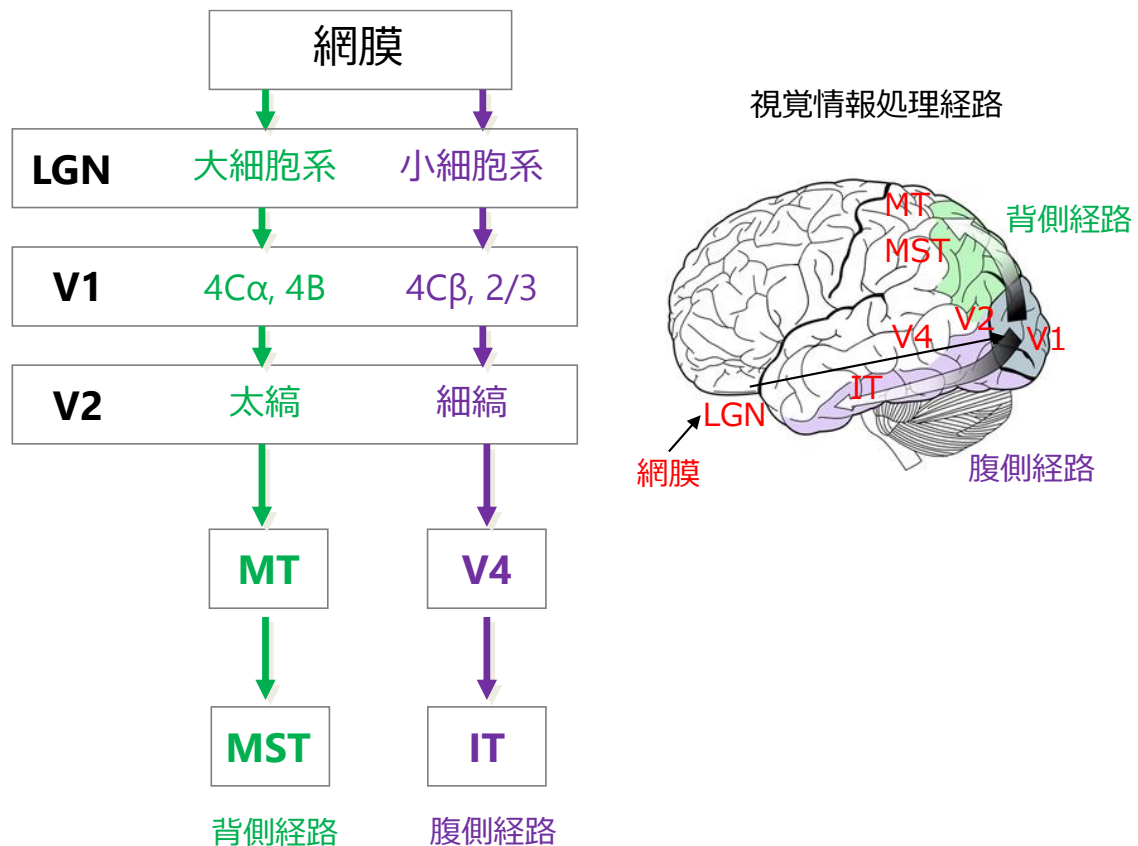 網膜
LGN 大細胞系 小細胞系
V1 4Cα, 4B 4Cβ, 2/3
V2 太縞 細縞
MT V4
MST IT
背側経路 腹側経路
視覚情報処理経路
MT
背側経路
MST
V2
V4
V1
IT
LGN
網膜
腹側経路